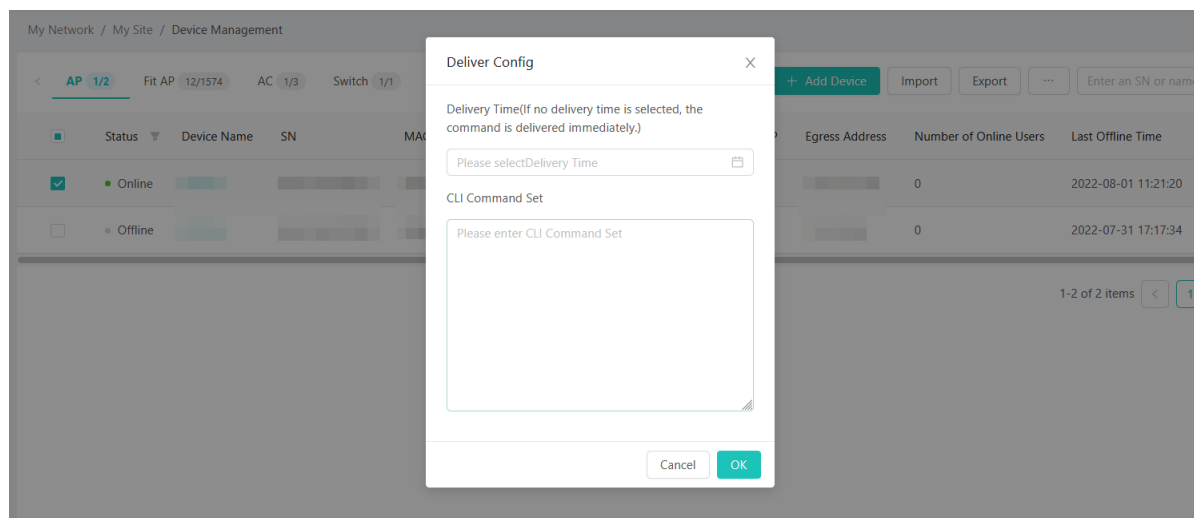 My Network / My Site / Device Management
Deliver Config
AP 1/2 Fit AP 12/1574 AC 1/3 Switch 1/1
+ Add Device Import Export ··· Enter an SN or name
Delivery Time(If no delivery time is selected, the
command is delivered immediately.)
Status Device Name SN MAC Egress Address Number of Online Users Last Offline Time
Please selectDelivery Time
Online 0 2022-08-01 11:21:20
CLI Command Set
Offline 0 2022-07-31 17:17:34
Please enter CLI Command Set
1-2 of 2 items < 1
Cancel OK